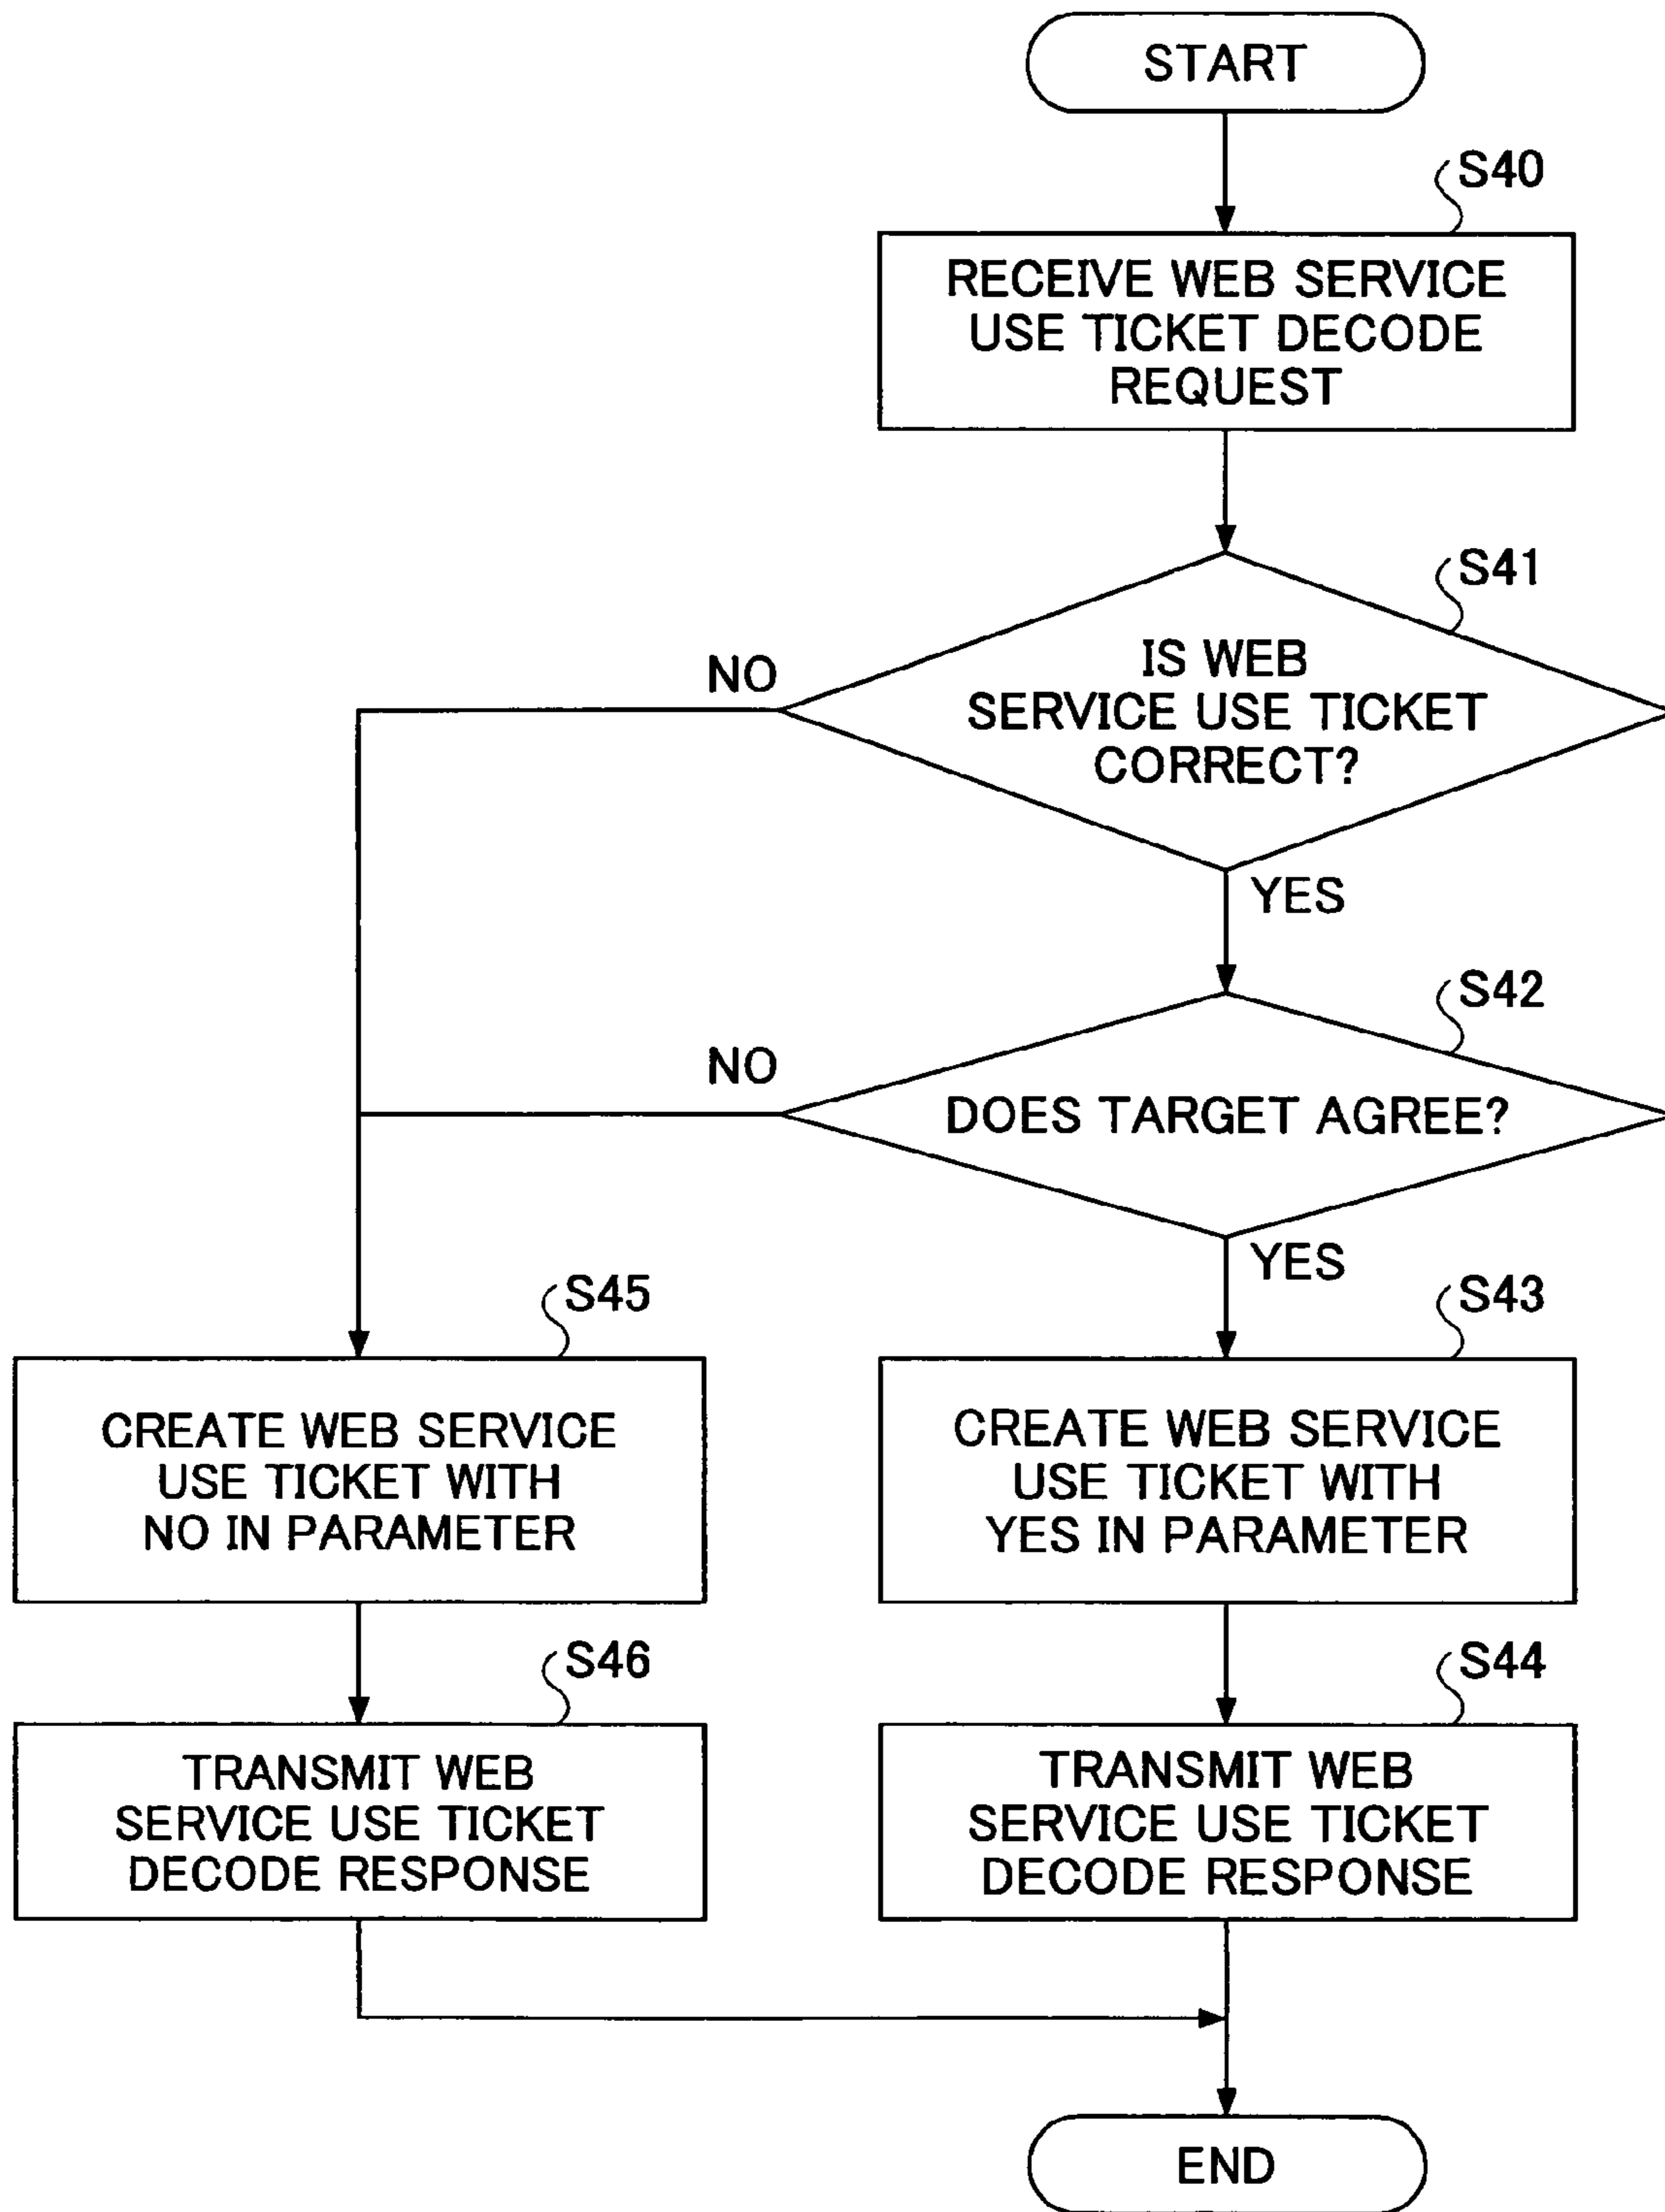 START
S40
RECEIVE WEB SERVICE
USE TICKET DECODE
REQUEST
S41
IS WEB
SERVICE USE TICKET
CORRECT?
NO
YES
S42
DOES TARGET AGREE?
NO
YES
S45
CREATE WEB SERVICE
USE TICKET WITH
NO IN PARAMETER
S43
CREATE WEB SERVICE
USE TICKET WITH
YES IN PARAMETER
S46
TRANSMIT WEB
SERVICE USE TICKET
DECODE RESPONSE
S44
TRANSMIT WEB
SERVICE USE TICKET
DECODE RESPONSE
END